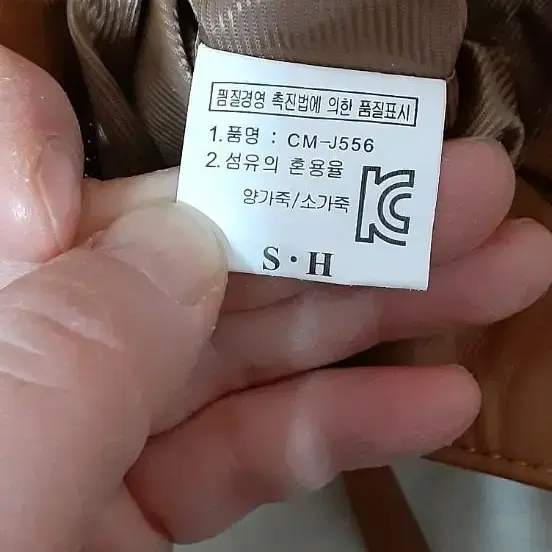 품질경영 촉진법에 의한 품질표시
1. 품명 : CM-J556
2. 섬유의 혼용율
양가죽/소가죽
KC
S·H